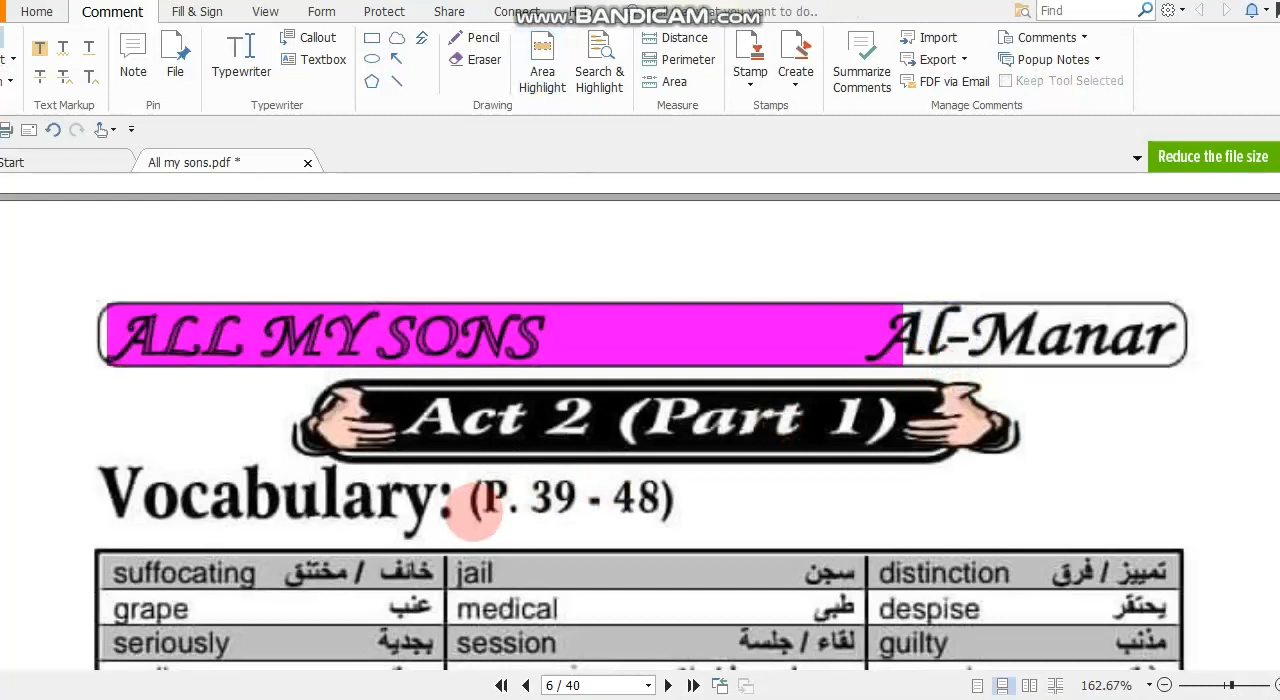 Home Comment Fill & Sign View Form Protect Share www.BANDICAM.com you want to do.. Find
Note File Typewriter Callout Textbox Pencil Eraser Area Highlight Search & Highlight Distance Perimeter Area Stamp Create Summarize Comments Import Export FDF via Email Comments Popup Notes Keep Tool Selected
Text Markup Pin Typewriter Drawing Measure Stamps Manage Comments
Start All my sons.pdf * Reduce the file size
ALL MY SONS Al-Manar
Act 2 (Part 1)
Vocabulary: (P. 39 - 48)
suffocating خانف / مختنق jail سجن distinction تمييز / فرق
grape عنب medical طبى despise يحتقر
seriously بجدية session لقاء / جلسة guilty مذنب
6 / 40 162.67%